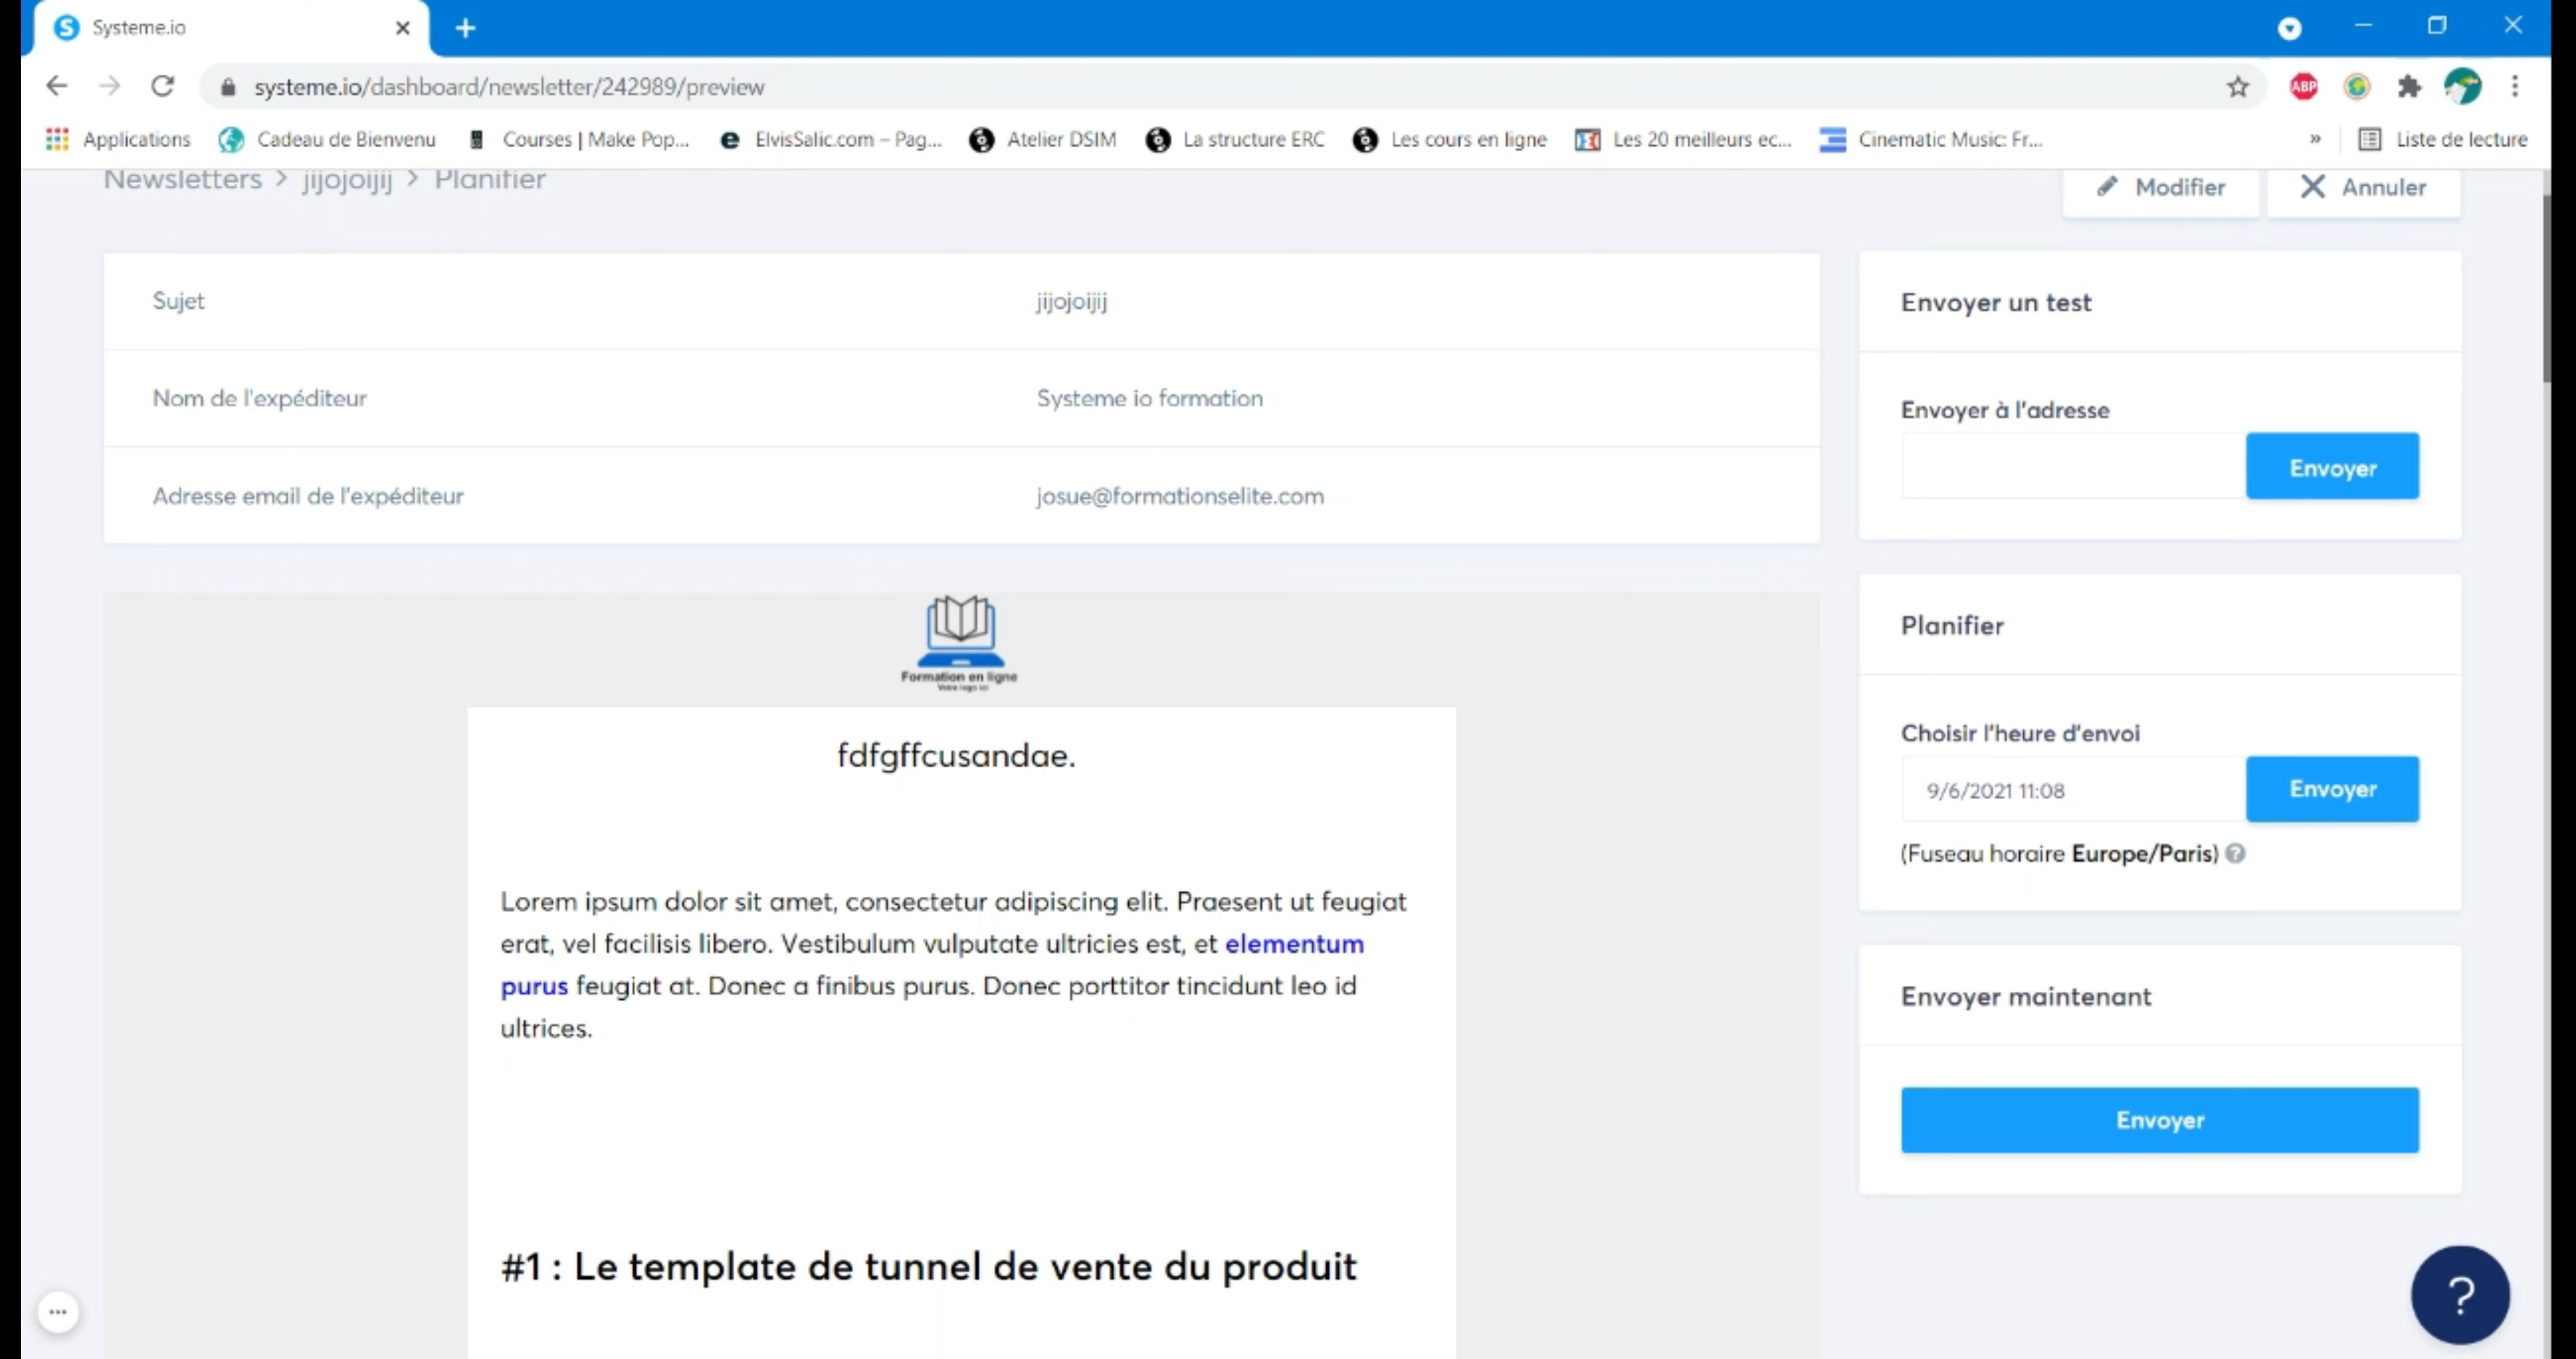 Systeme.io
systeme.io/dashboard/newsletter/242989/preview
ABP
Applications
Cadeau de Bienvenu
Courses | Make Pop...
ElvisSalic.com – Pag...
Atelier DSIM
La structure ERC
Les cours en ligne
Les 20 meilleurs ec...
Cinematic Music: Fr...
»
Liste de lecture
Newsletters > jijojoijij > Planifier
Modifier
Annuler
Sujet jijojoijij
Nom de l'expéditeur Systeme io formation
Adresse email de l'expéditeur josue@formationselite.com
Formation en ligne
Votre logo ici
fdfgffcusandae.
Lorem ipsum dolor sit amet, consectetur adipiscing elit. Praesent ut feugiat
erat, vel facilisis libero. Vestibulum vulputate ultricies est, et elementum
purus feugiat at. Donec a finibus purus. Donec porttitor tincidunt leo id
ultrices.
#1 : Le template de tunnel de vente du produit
Envoyer un test
Envoyer à l'adresse
Envoyer
Planifier
Choisir l'heure d'envoi
9/6/2021 11:08
Envoyer
(Fuseau horaire Europe/Paris) ?
Envoyer maintenant
Envoyer
?